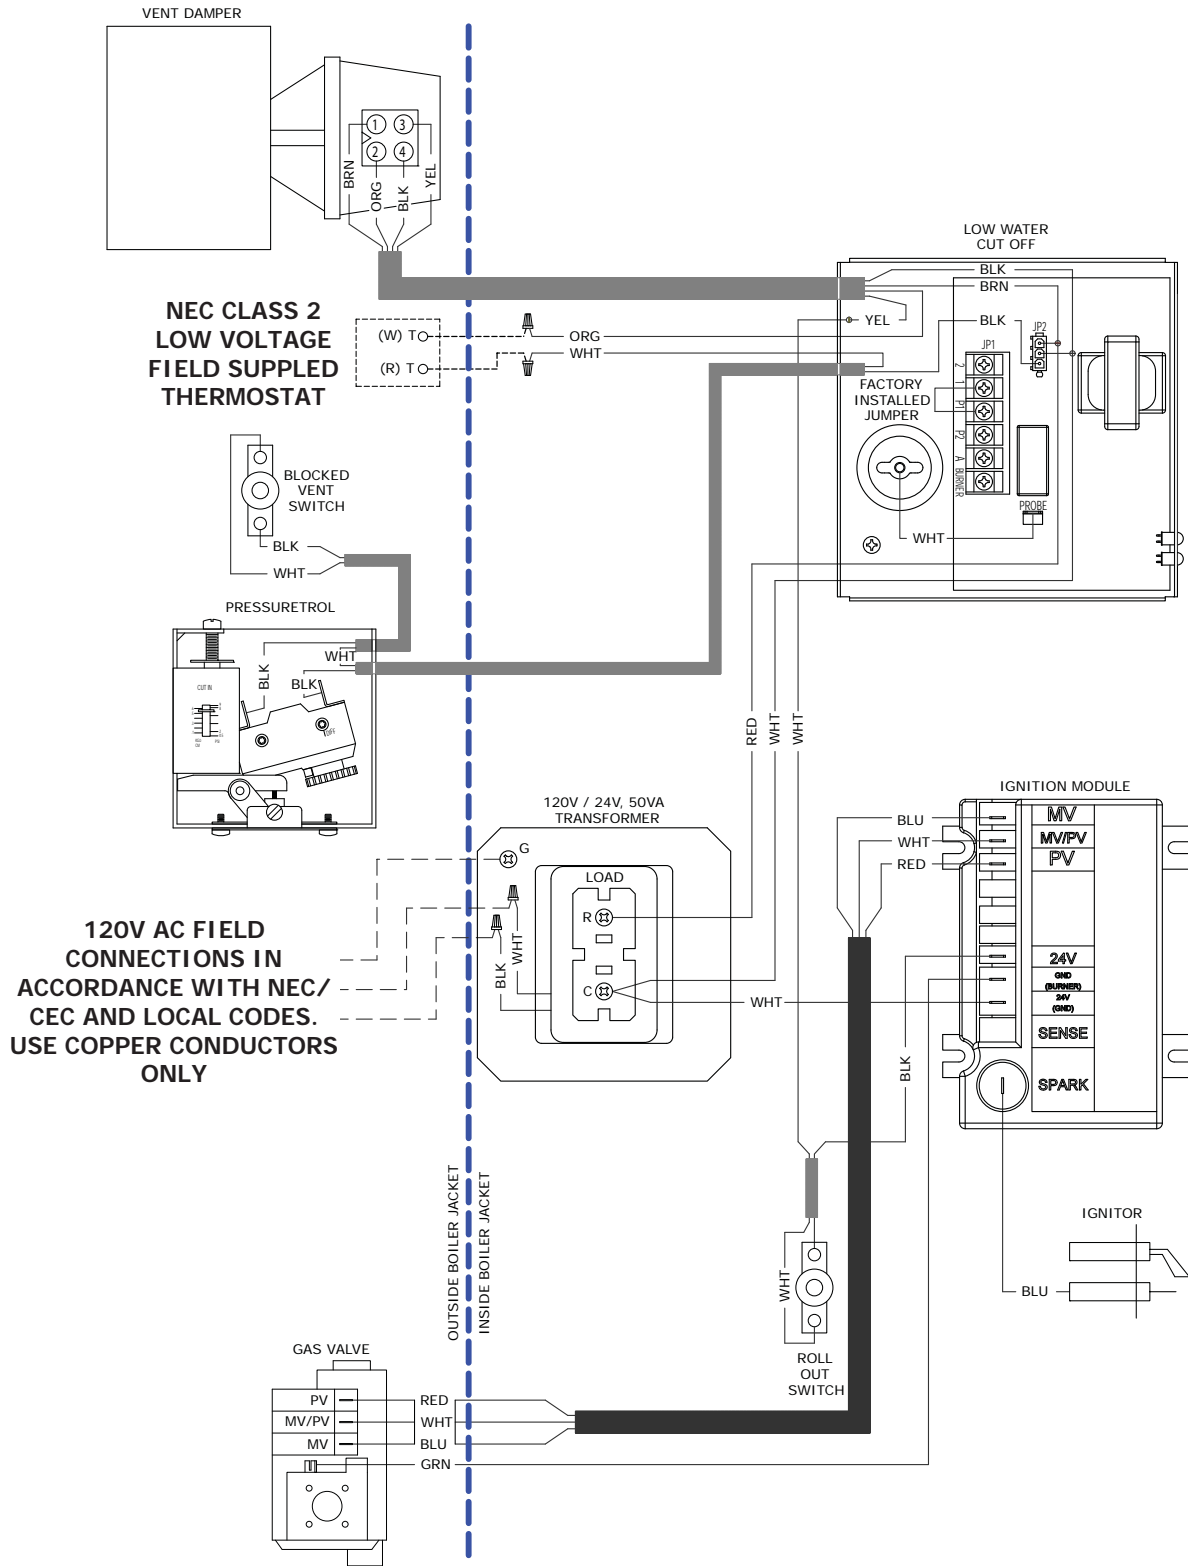 VENT DAMPER
1 3
2 4
BRN
ORG
BLK
YEL
LOW WATER
CUT OFF
BLK
BRN
YEL
BLK
JP2
JP1
NEC CLASS 2
LOW VOLTAGE
FIELD SUPPLED
THERMOSTAT
(W) T
(R) T
ORG
WHT
FACTORY
INSTALLED
JUMPER
2
1
P1
P2
A
BURNER
PROBE
WHT
BLOCKED
VENT
SWITCH
BLK
WHT
PRESSURETROL
WHT
BLK
BLK
CUT IN
DIFF
RED
WHT
WHT
120V / 24V, 50VA
TRANSFORMER
G
LOAD
R
C
WHT
BLK
WHT
120V AC FIELD
CONNECTIONS IN
ACCORDANCE WITH NEC/
CEC AND LOCAL CODES.
USE COPPER CONDUCTORS
ONLY
IGNITION MODULE
BLU
WHT
RED
MV
MV/PV
PV
24V
GND
(BURNER)
24V
(GND)
SENSE
SPARK
BLK
OUTSIDE BOILER JACKET
INSIDE BOILER JACKET
IGNITOR
BLU
WHT
ROLL
OUT
SWITCH
GAS VALVE
PV
MV/PV
MV
RED
WHT
BLU
GRN